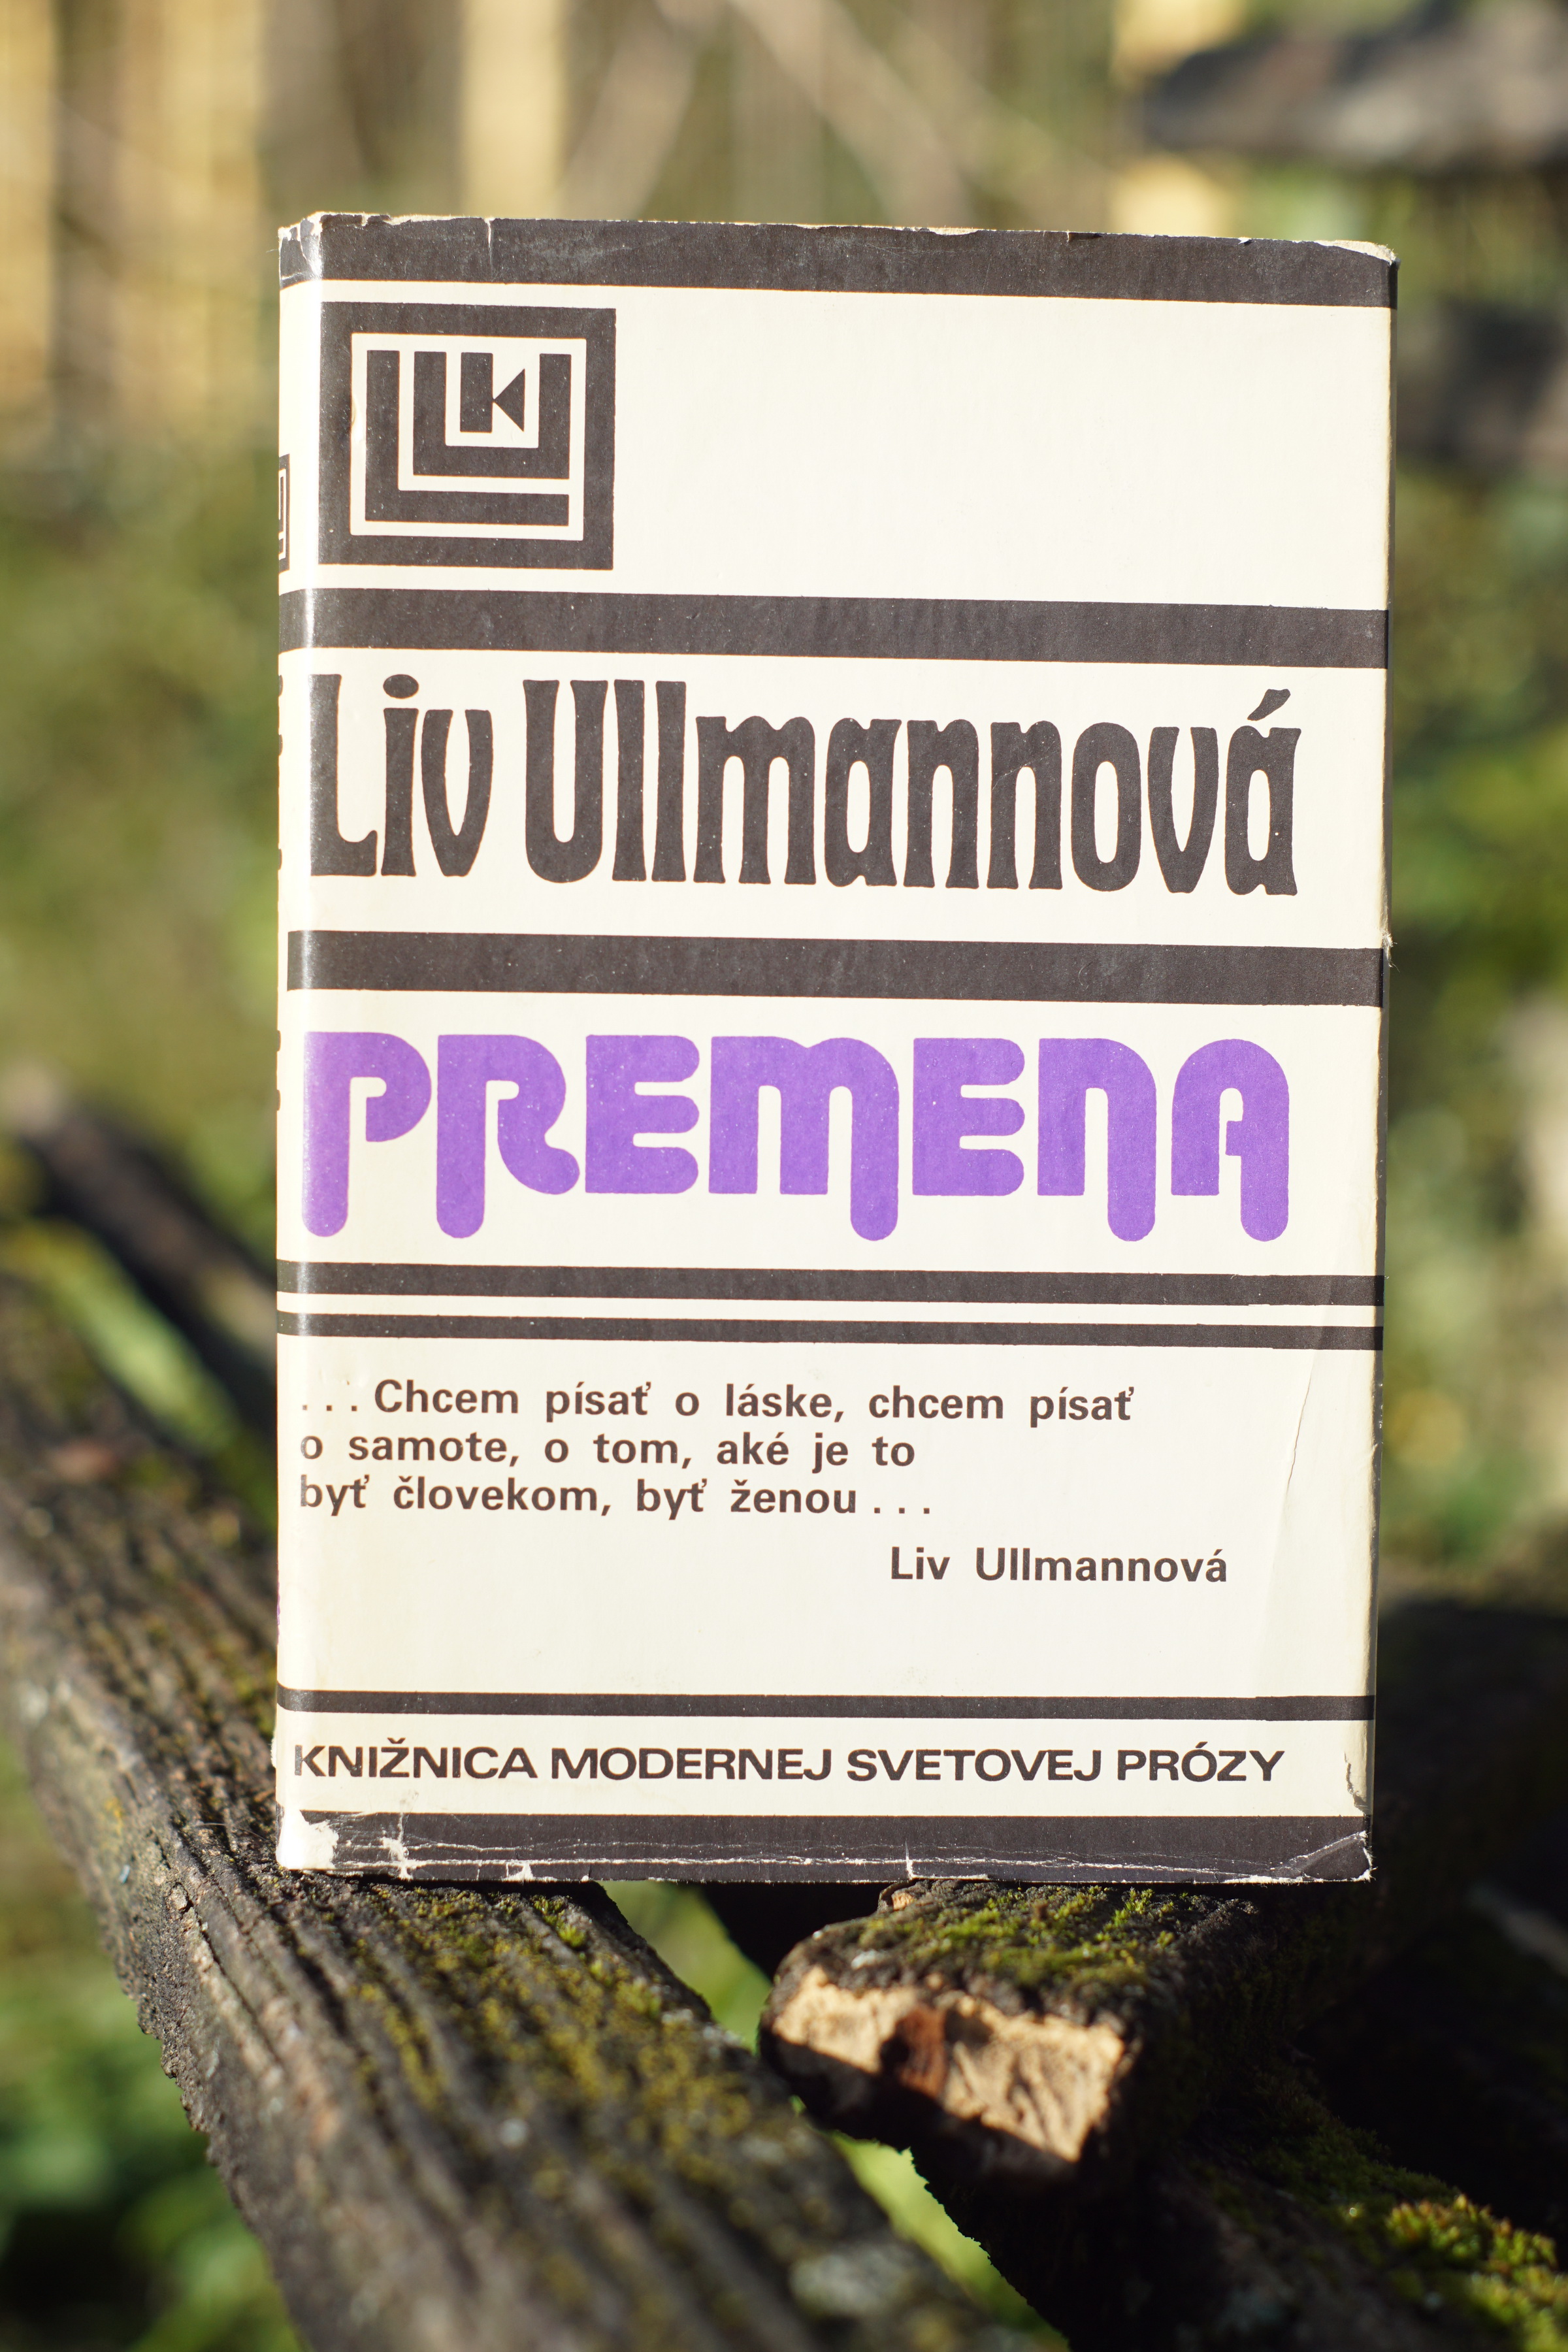 Liv Ullmannová
PREMENA
...Chcem písať o láske, chcem písať
o samote, o tom, aké je to
byť človekom, byť ženou...
Liv Ullmannová
KNIŽNICA MODERNEJ SVETOVEJ PRÓZY